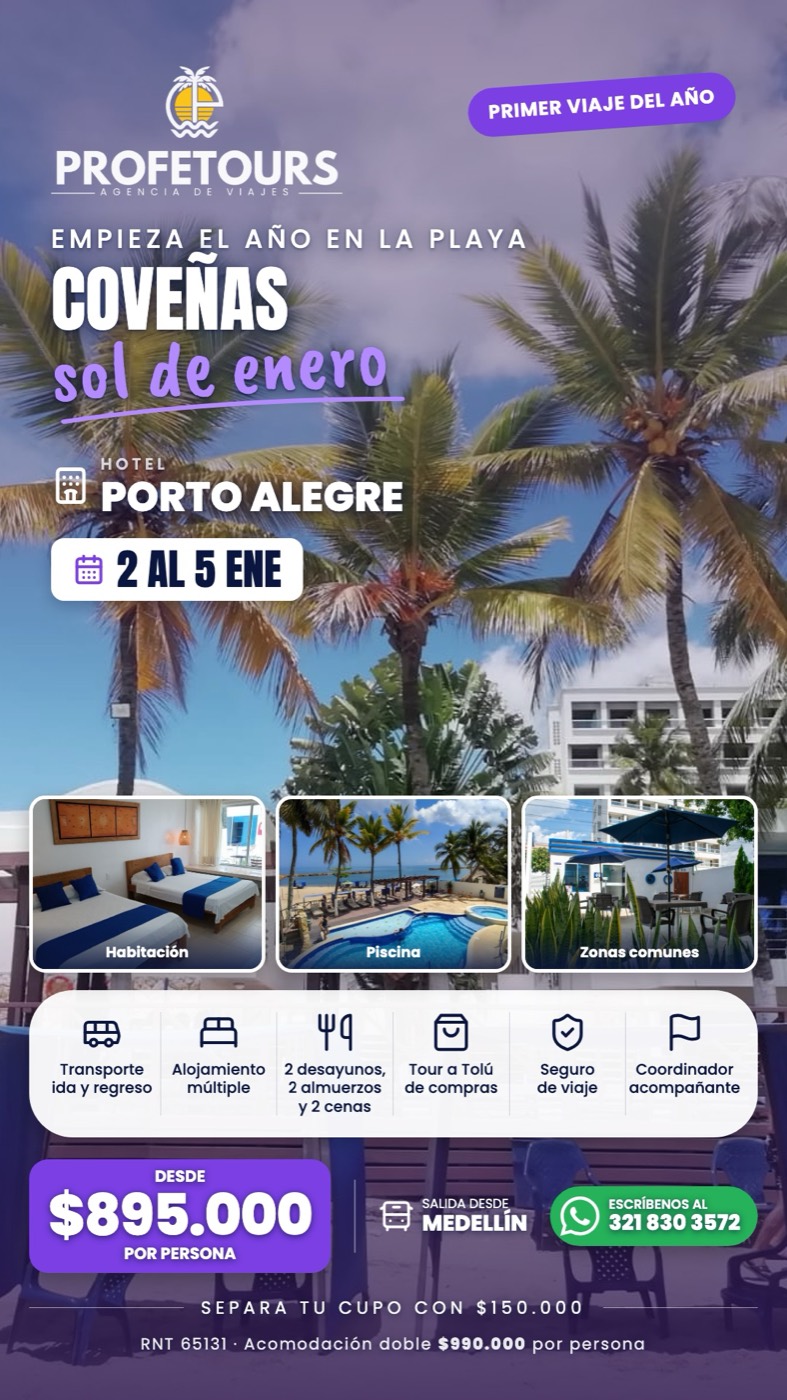 PRIMER VIAJE DEL AÑO
PROFETOURS
AGENCIA DE VIAJES
EMPIEZA EL AÑO EN LA PLAYA
COVEÑAS
sol de enero
HOTEL
PORTO ALEGRE
2 AL 5 ENE
Habitación
Piscina
Zonas comunes
Transporte
ida y regreso
Alojamiento
múltiple
2 desayunos,
2 almuerzos
y 2 cenas
Tour a Tolú
de compras
Seguro
de viaje
Coordinador
acompañante
DESDE
$895.000
POR PERSONA
SALIDA DESDE
MEDELLÍN
ESCRÍBENOS AL
321 830 3572
SEPARA TU CUPO CON $150.000
RNT 65131 · Acomodación doble $990.000 por persona